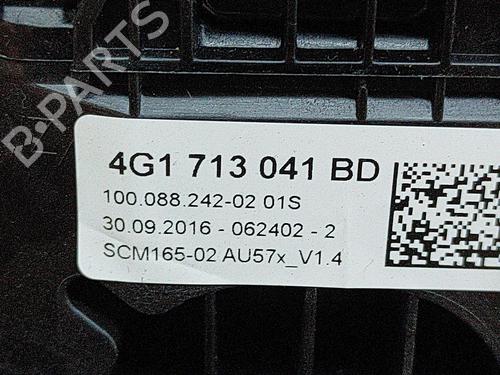 B-PARTS
4G1 713 041 BD
100.088.242-02 01S
30.09.2016 - 062402 - 2
SCM165-02 AU57x_V1.4